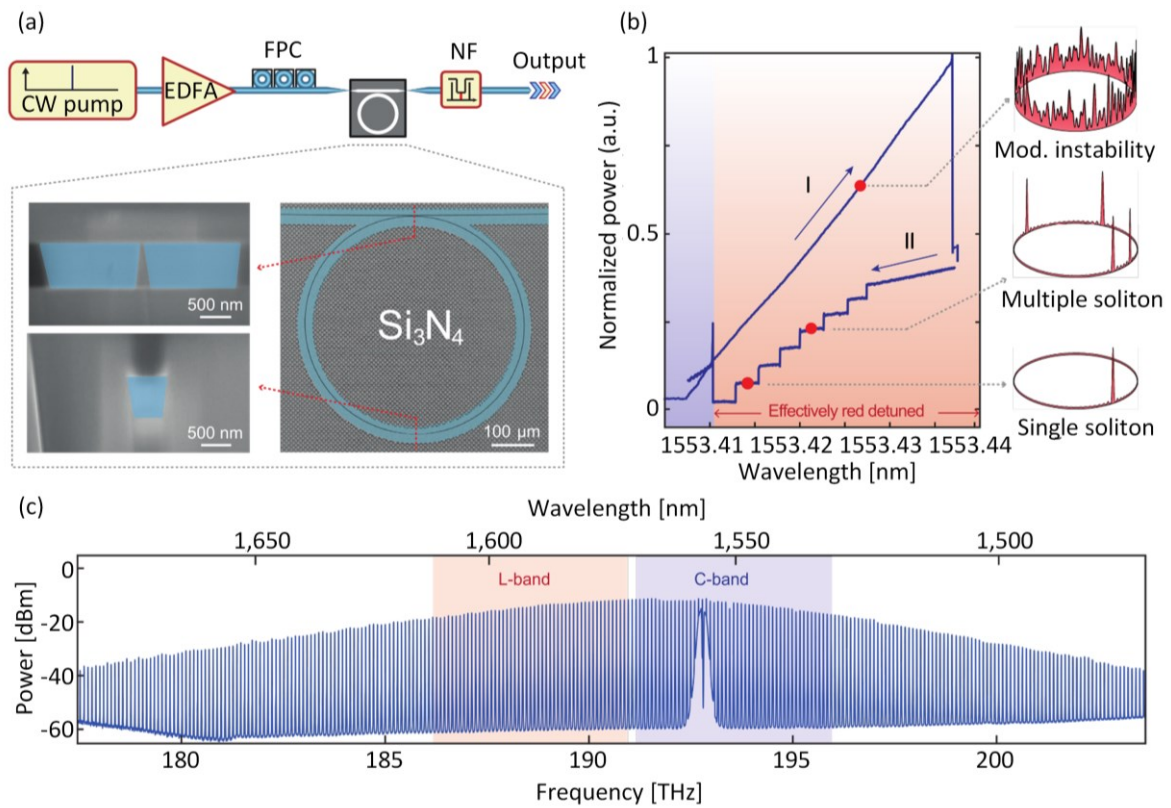 (a)
FPC
NF
Output
CW pump
EDFA
500 nm
500 nm
Si₃N₄
100 µm
(b)
Normalized power (a.u.)
1
0.5
0
I
II
Effectively red detuned
1553.41 1553.42 1553.43 1553.44
Wavelength [nm]
Mod. instability
Multiple soliton
Single soliton
(c)
Wavelength [nm]
1,650 1,600 1,550 1,500
Power [dBm]
0
-20
-40
-60
L-band
C-band
180 185 190 195 200
Frequency [THz]